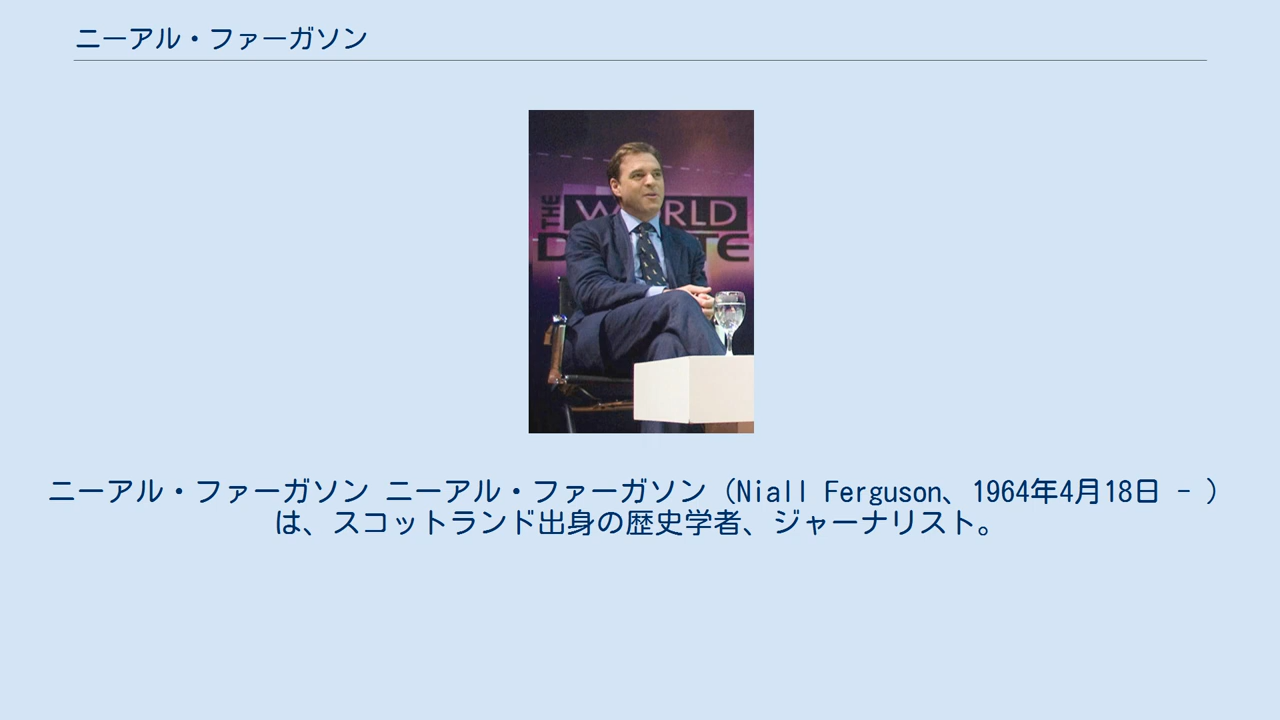 ニーアル・ファーガソン
THE
WORLD
ニーアル・ファーガソン ニーアル・ファーガソン（Niall Ferguson、1964年4月18日 - ）
は、スコットランド出身の歴史学者、ジャーナリスト。